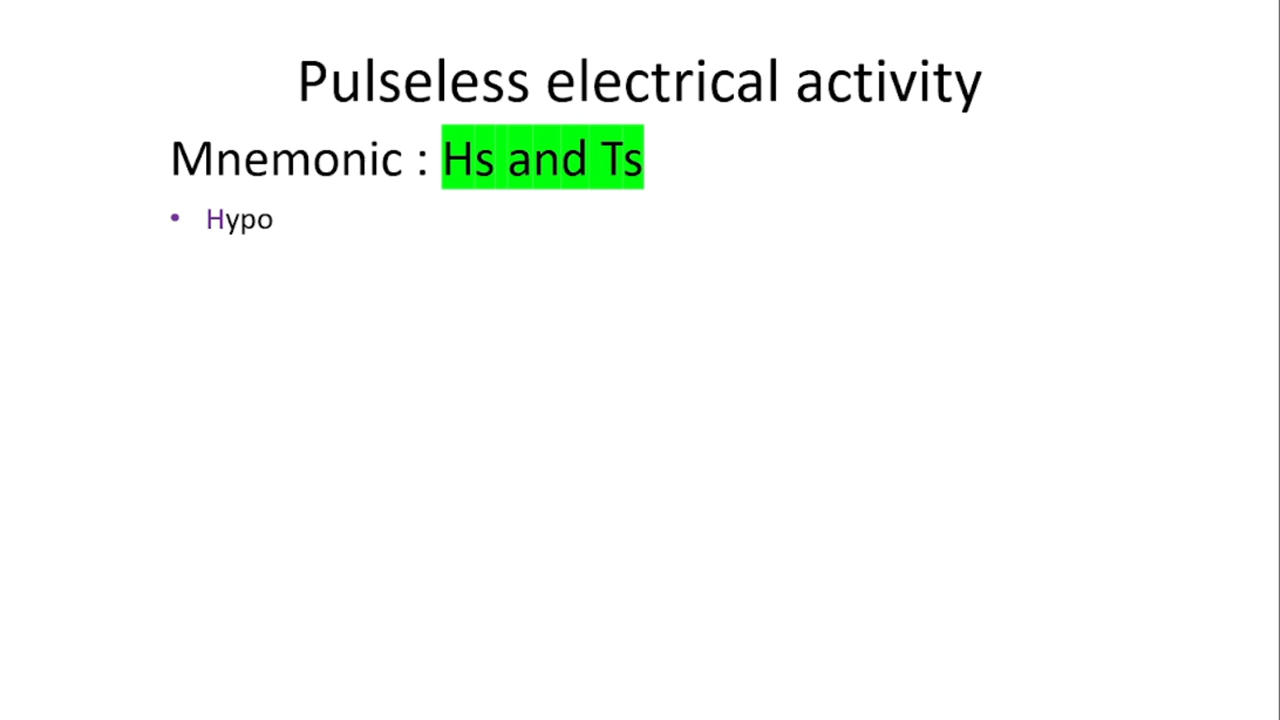 Pulseless electrical activity
Mnemonic : Hs and Ts
• Hypo